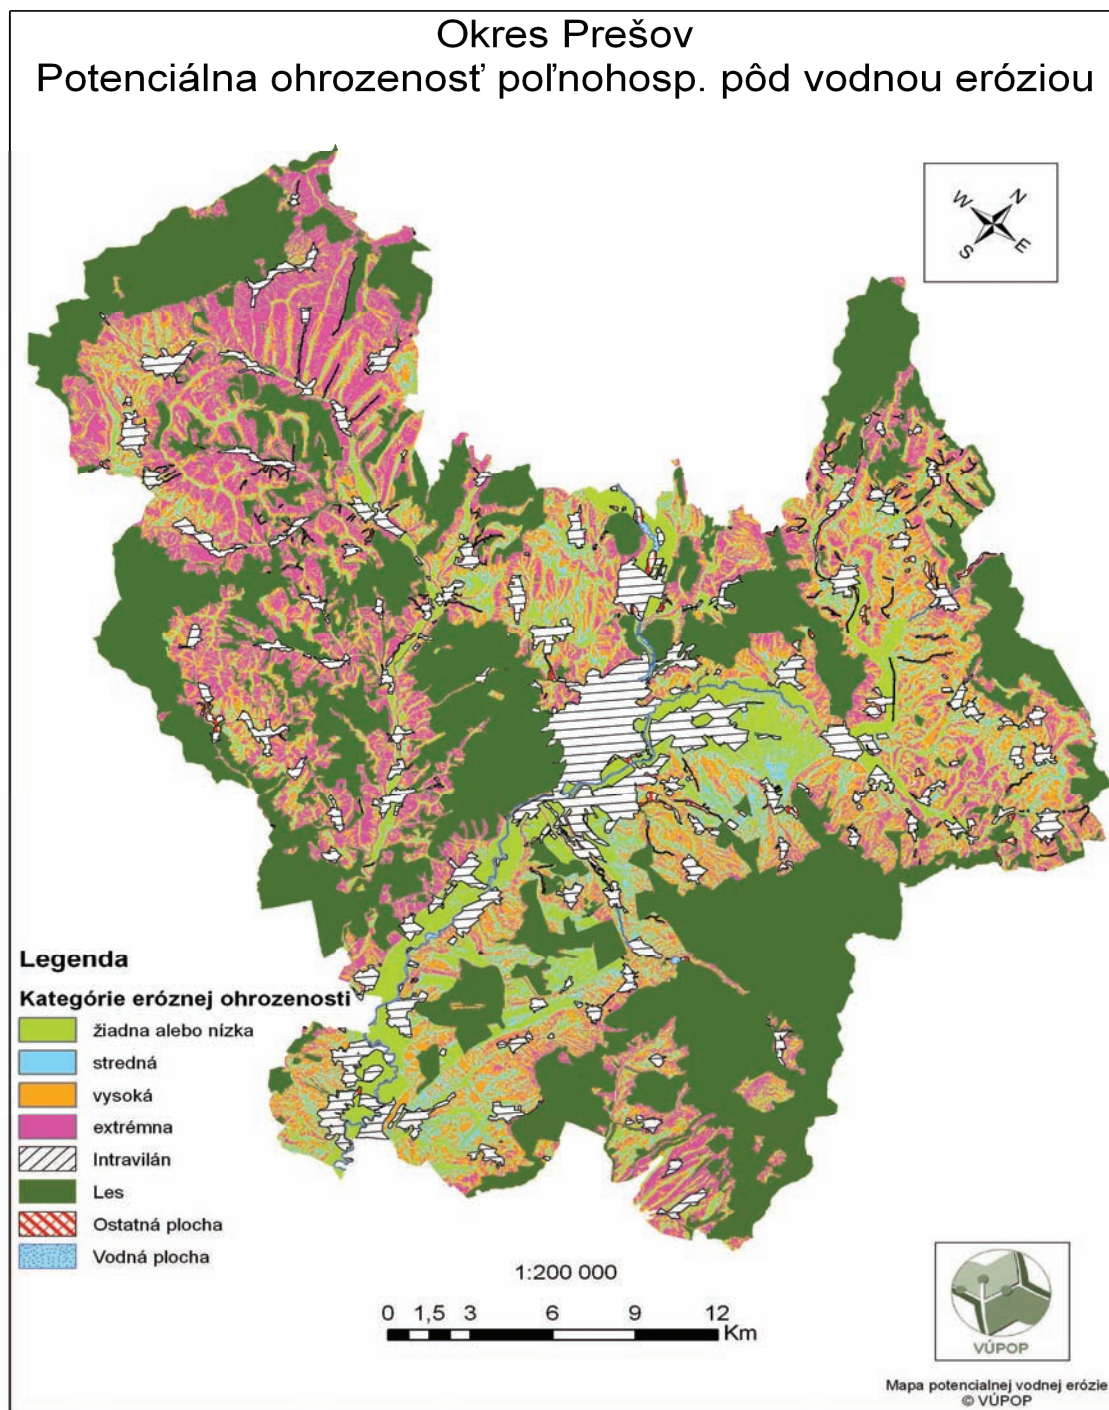 Okres Prešov
Potenciálna ohrozenosť poľnohosp. pôd vodnou eróziou
W N
S E
Legenda
Kategórie eróznej ohrozenosti
žiadna alebo nízka
stredná
vysoká
extrémna
Intravilán
Les
Ostatná plocha
Vodná plocha
1:200 000
0 1,5 3 6 9 12
Km
VÚPOP
Mapa potencialnej vodnej erózie
© VÚPOP